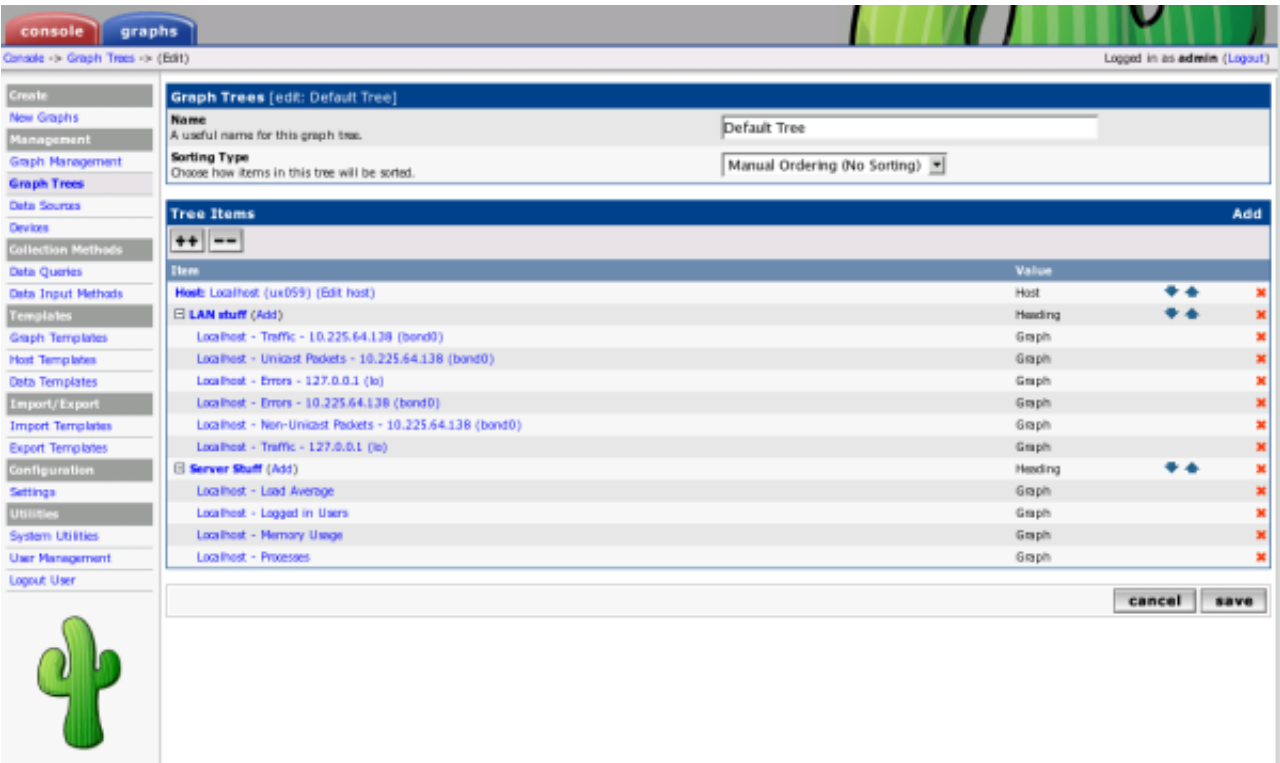 console graphs
Console -> Graph Trees -> (Edit) Logged in as admin (Logout)
Create
New Graphs
Management
Graph Management
Graph Trees
Data Sources
Devices
Collection Methods
Data Queries
Data Input Methods
Templates
Graph Templates
Host Templates
Data Templates
Import/Export
Import Templates
Export Templates
Configuration
Settings
Utilities
System Utilities
User Management
Logout User
Graph Trees [edit: Default Tree]
Name
A useful name for this graph tree.
Default Tree
Sorting Type
Choose how items in this tree will be sorted.
Manual Ordering (No Sorting)
Tree Items Add
++ --
Item Value
Host: Localhost (ux059) (Edit host) Host
LAN stuff (Add) Heading
Localhost - Traffic - 10.225.64.138 (bond0) Graph
Localhost - Unicast Packets - 10.225.64.138 (bond0) Graph
Localhost - Errors - 127.0.0.1 (lo) Graph
Localhost - Errors - 10.225.64.138 (bond0) Graph
Localhost - Non-Unicast Packets - 10.225.64.138 (bond0) Graph
Localhost - Traffic - 127.0.0.1 (lo) Graph
Server Stuff (Add) Heading
Localhost - Load Average Graph
Localhost - Logged in Users Graph
Localhost - Memory Usage Graph
Localhost - Processes Graph
cancel save